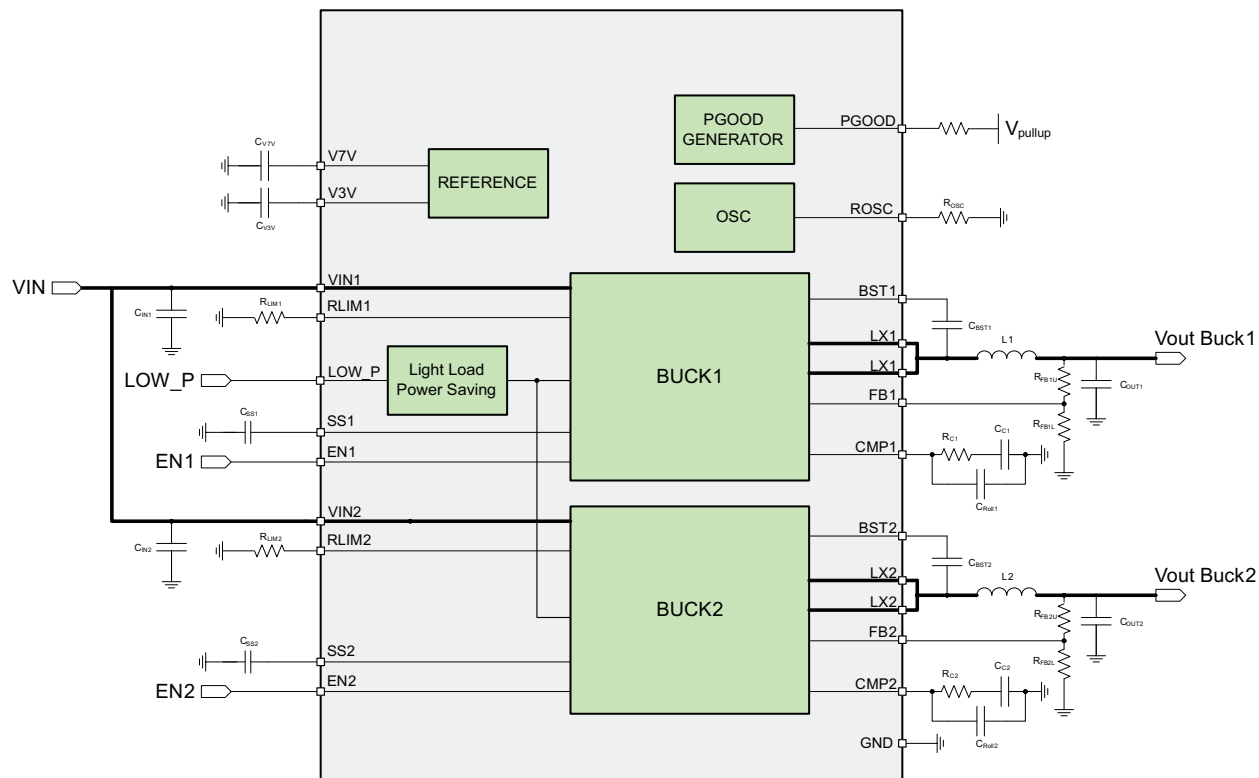 PGOOD
GENERATOR
PGOOD
Vpullup
CV7V
V7V
REFERENCE
V3V
CV3V
OSC
ROSC
ROSC
VIN
VIN1
CIN1
RLIM1
RLIM1
BST1
CBST1
LOW_P
LOW_P
Light Load
Power Saving
BUCK1
LX1
LX1
L1
Vout Buck1
RFB1U
COUT1
FB1
RFB1L
CSS1
SS1
EN1
EN1
CMP1
RC1
CC1
CRoll1
VIN2
CIN2
RLIM2
RLIM2
BST2
CBST2
BUCK2
LX2
LX2
L2
Vout Buck2
RFB2U
COUT2
FB2
RFB2L
CSS2
SS2
EN2
EN2
CMP2
RC2
CC2
CRoll2
GND